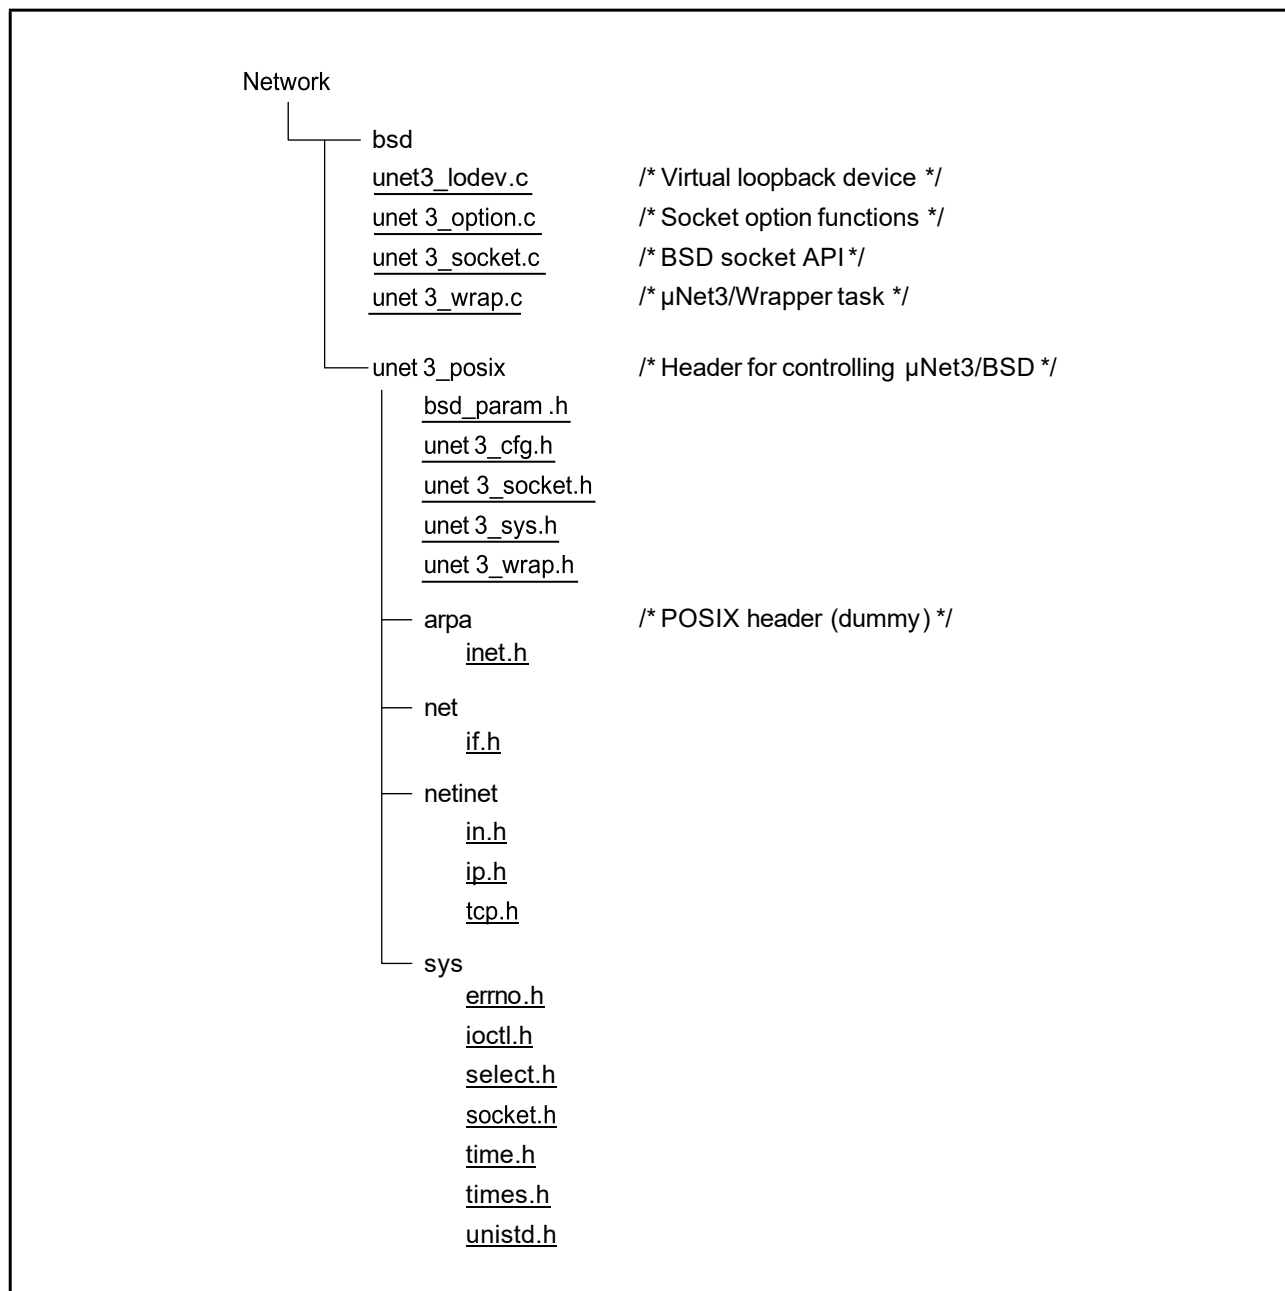 Network
bsd
unet3_lodev.c /* Virtual loopback device */
unet 3_option.c /* Socket option functions */
unet 3_socket.c /* BSD socket API */
unet 3_wrap.c /* µNet3/Wrapper task */
unet 3_posix /* Header for controlling µNet3/BSD */
bsd_param .h
unet 3_cfg.h
unet 3_socket.h
unet 3_sys.h
unet 3_wrap.h
arpa /* POSIX header (dummy) */
inet.h
net
if.h
netinet
in.h
ip.h
tcp.h
sys
errno.h
ioctl.h
select.h
socket.h
time.h
times.h
unistd.h